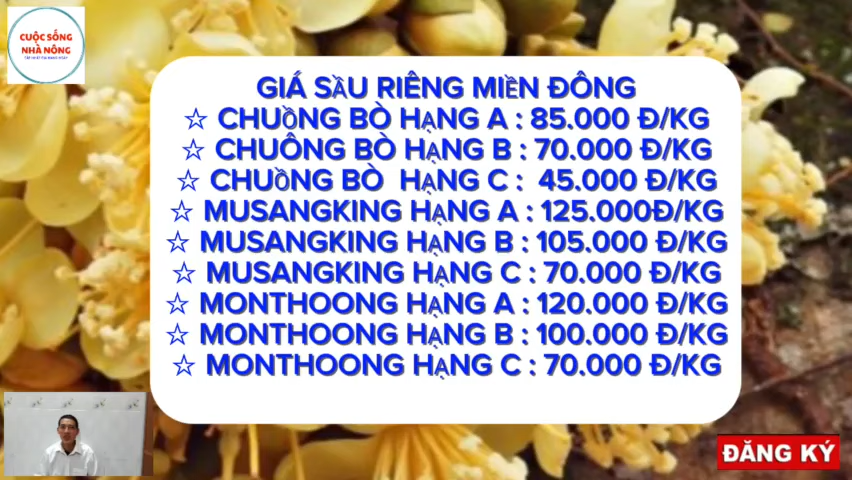 CUỘC SỐNG
NHÀ NÔNG
GIÁ SẦU RIÊNG MIỀN ĐÔNG
☆ CHUỒNG BÒ HẠNG A : 85.000 Đ/KG
☆ CHUÔNG BÒ HẠNG B : 70.000 Đ/KG
☆ CHUỒNG BÒ HẠNG C : 45.000 Đ/KG
☆ MUSANGKING HẠNG A : 125.000Đ/KG
☆ MUSANGKING HẠNG B : 105.000 Đ/KG
☆ MUSANGKING HẠNG C : 70.000 Đ/KG
☆ MONTHOONG HẠNG A : 120.000 Đ/KG
☆ MONTHOONG HẠNG B : 100.000 Đ/KG
☆ MONTHOONG HẠNG C : 70.000 Đ/KG
ĐĂNG KÝ